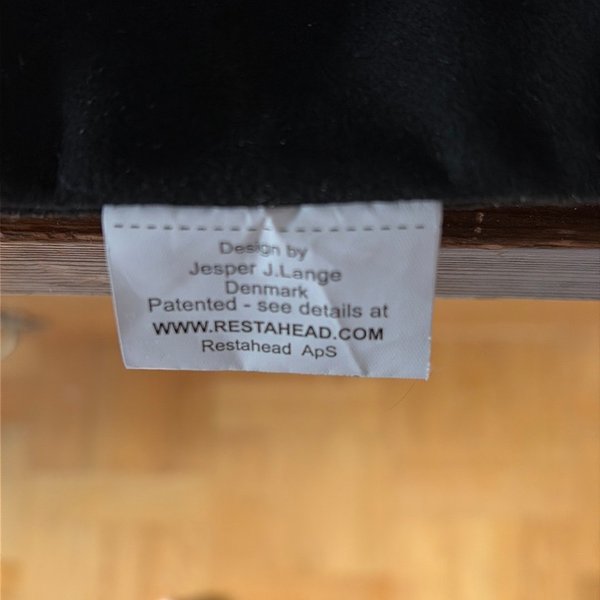 Design by
Jesper J.Lange
Denmark
Patented - see details at
WWW.RESTAHEAD.COM
Restahead ApS